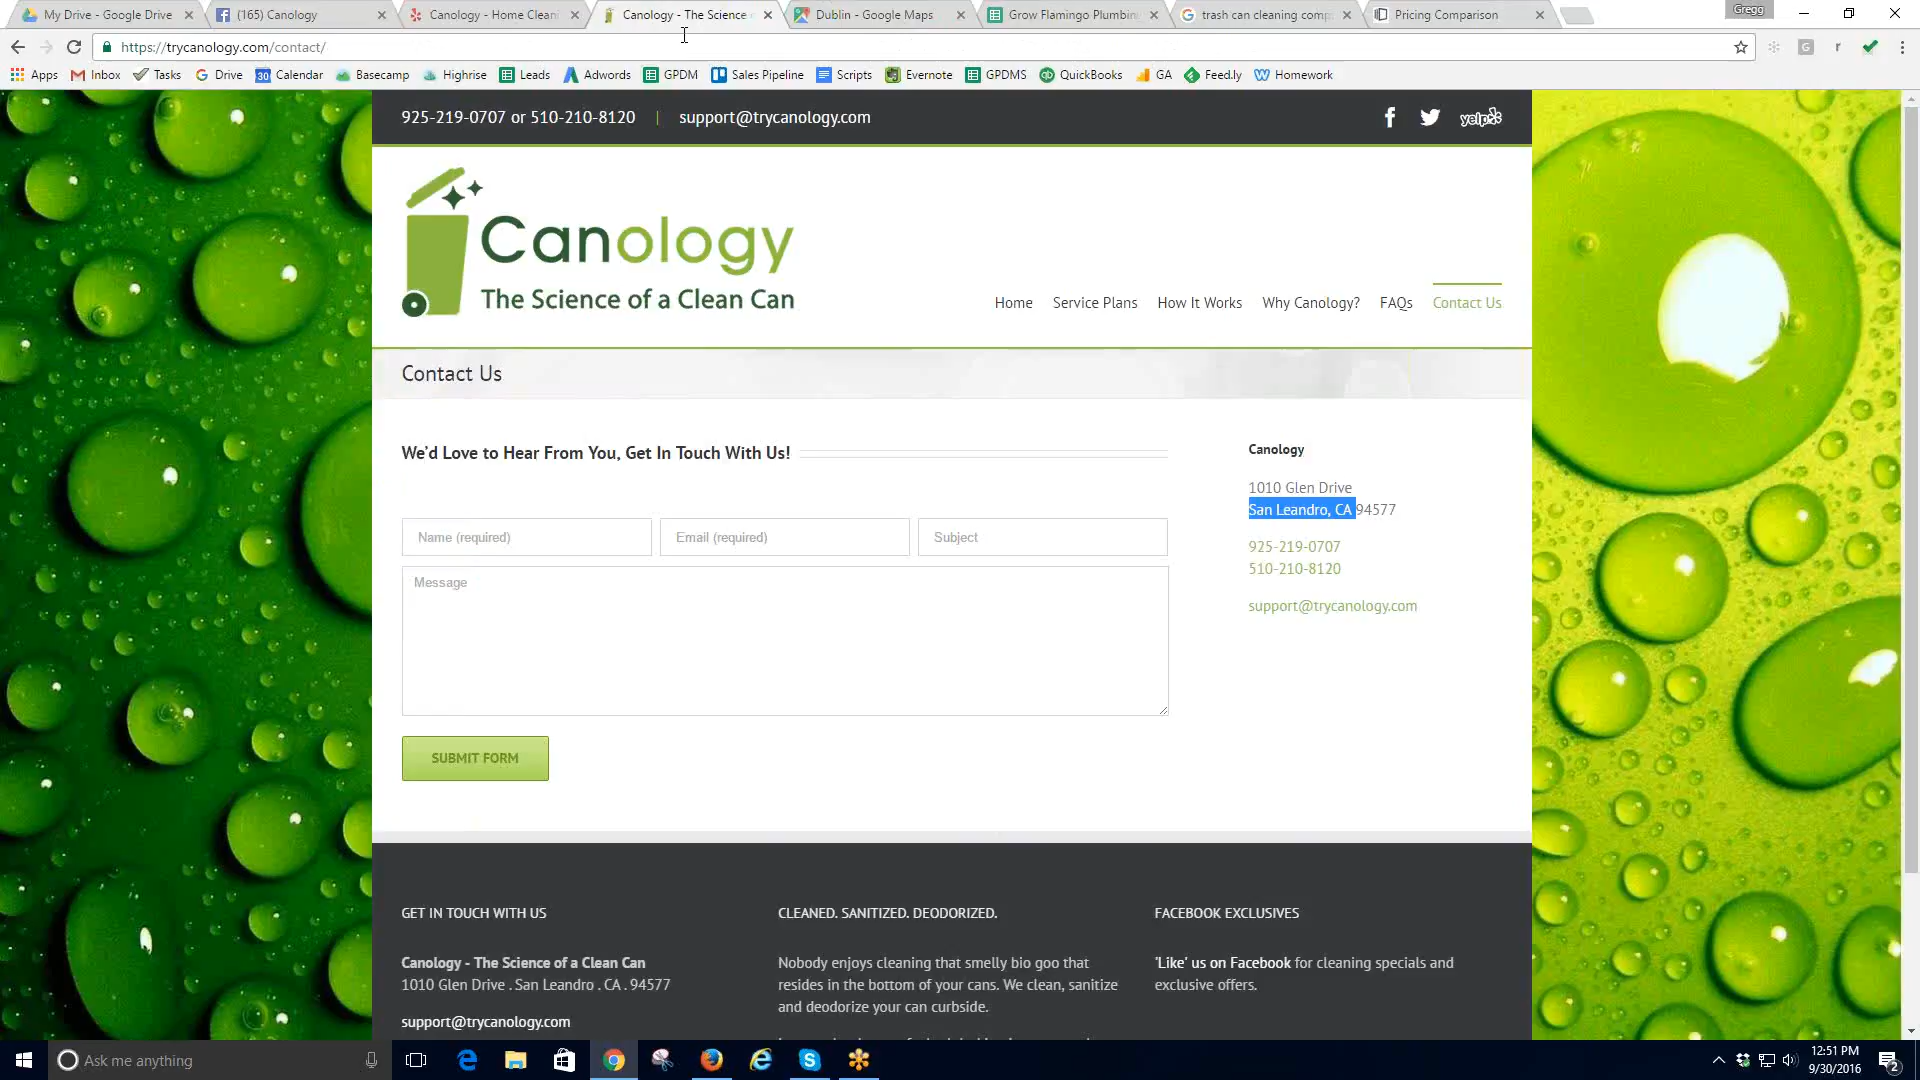 My Drive - Google Drive
(165) Canology
Canology - Home Cleani
Canology - The Science
Dublin - Google Maps
Grow Flamingo Plumbin
trash can cleaning comp
Pricing Comparison
Gregg
https://trycanology.com/contact/
Apps
Inbox
Tasks
Drive
Calendar
Basecamp
Highrise
Leads
Adwords
GPDM
Sales Pipeline
Scripts
Evernote
GPDMS
QuickBooks
GA
Feed.ly
Homework
925-219-0707 or 510-210-8120 | support@trycanology.com
yelp
Canology
The Science of a Clean Can
Home
Service Plans
How It Works
Why Canology?
FAQs
Contact Us
Contact Us
We'd Love to Hear From You, Get In Touch With Us!
Name (required)
Email (required)
Subject
Message
SUBMIT FORM
Canology
1010 Glen Drive
San Leandro, CA 94577
925-219-0707
510-210-8120
support@trycanology.com
GET IN TOUCH WITH US
Canology - The Science of a Clean Can
1010 Glen Drive . San Leandro . CA . 94577
support@trycanology.com
CLEANED. SANITIZED. DEODORIZED.
Nobody enjoys cleaning that smelly bio goo that
resides in the bottom of your cans. We clean, sanitize
and deodorize your can curbside.
FACEBOOK EXCLUSIVES
'Like' us on Facebook for cleaning specials and
exclusive offers.
Ask me anything
12:51 PM
9/30/2016
2